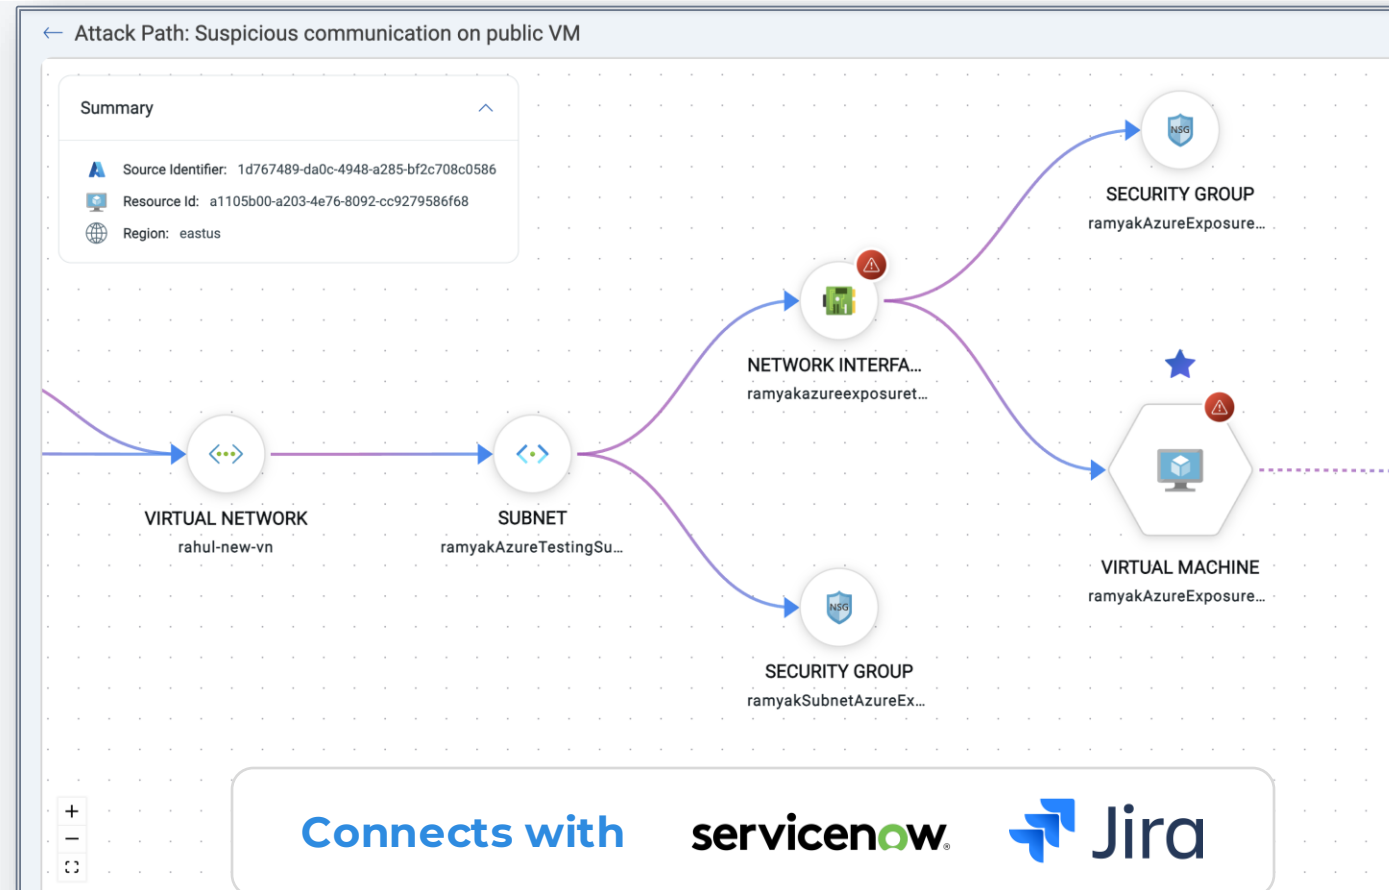 Attack Path: Suspicious communication on public VM
Summary
Source Identifier: 1d767489-da0c-4948-a285-bf2c708c0586
Resource Id: a1105b00-a203-4e76-8092-cc9279586f68
Region: eastus
NSG
SECURITY GROUP
ramyakAzureExposure...
NETWORK INTERFA...
ramyakazureexposuret...
VIRTUAL NETWORK
rahul-new-vn
SUBNET
ramyakAzureTestingSu...
VIRTUAL MACHINE
ramyakAzureExposure...
NSG
SECURITY GROUP
ramyakSubnetAzureEx...
Connects with servicenow® Jira